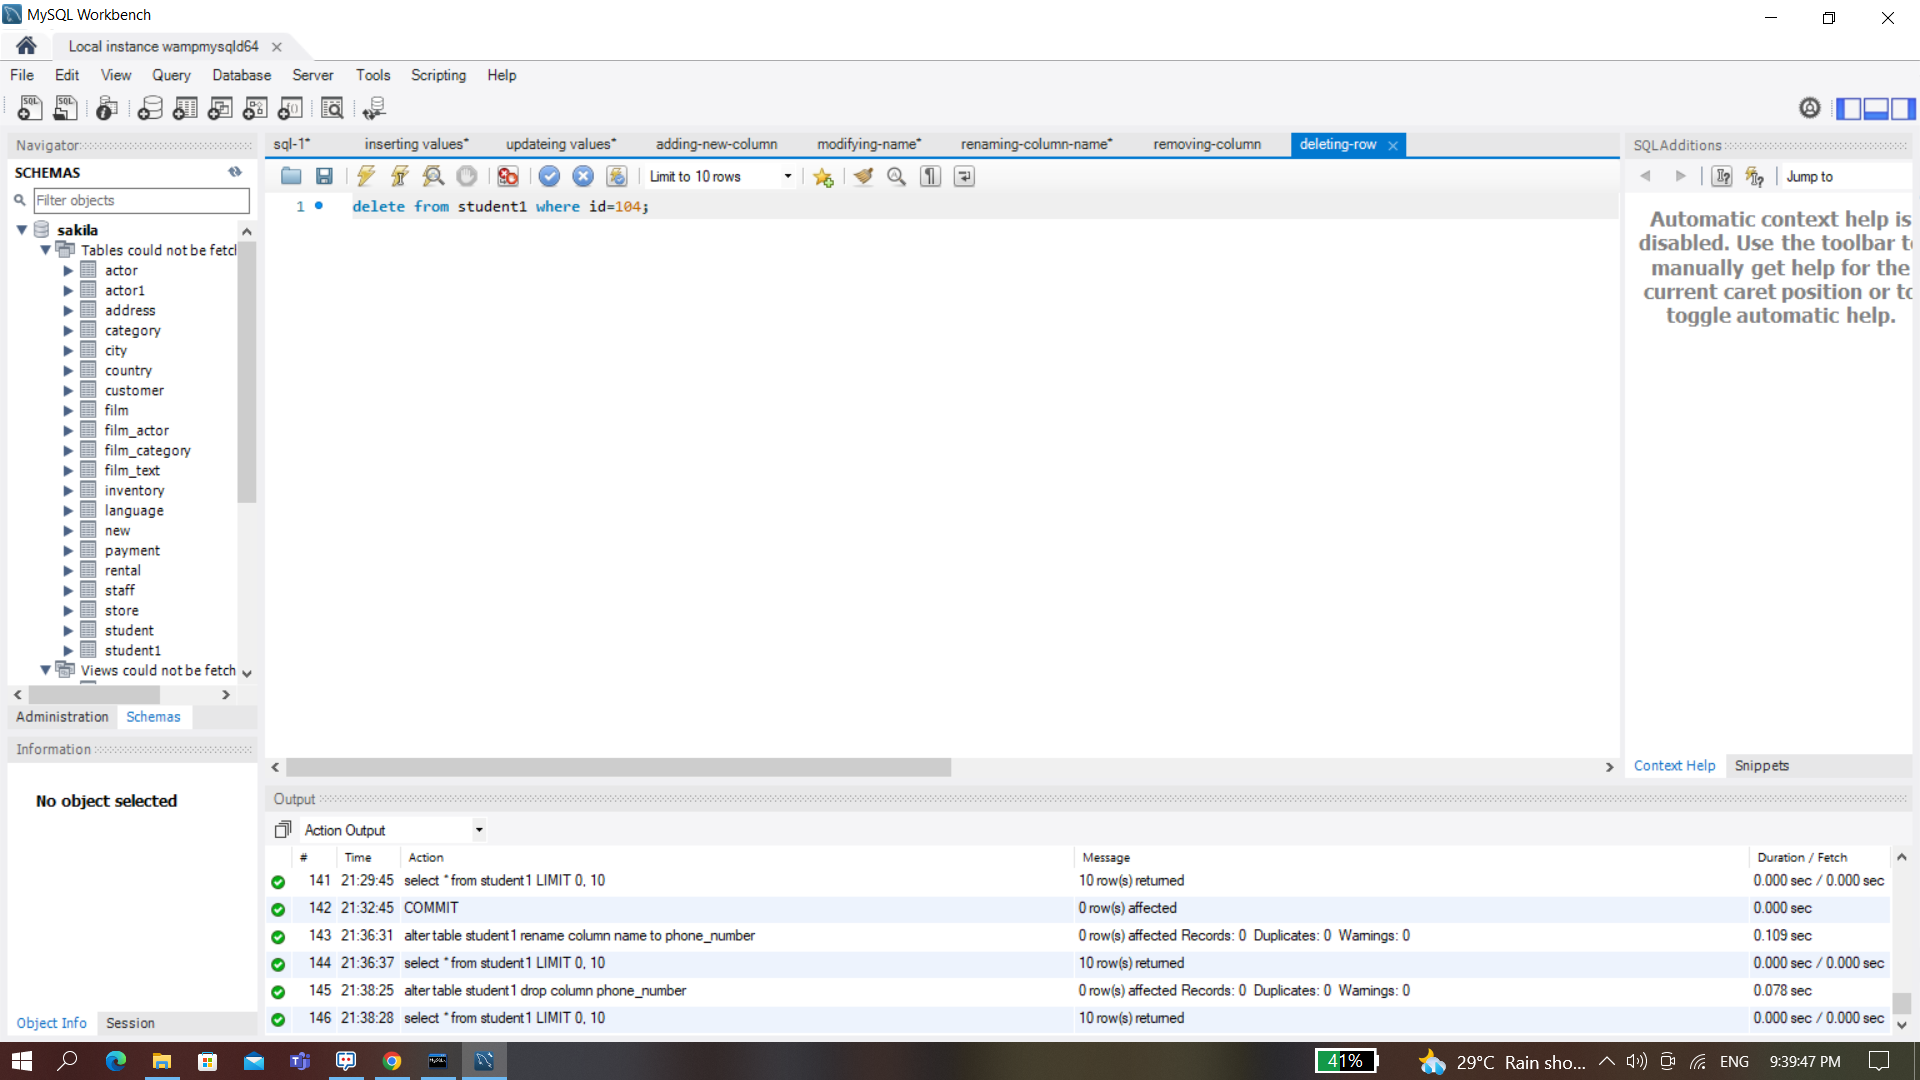 MySQL Workbench
Local instance wampmysqld64
File Edit View Query Database Server Tools Scripting Help
Navigator
SCHEMAS
Filter objects
sakila
Tables could not be fetch
actor
actor1
address
category
city
country
customer
film
film_actor
film_category
film_text
inventory
language
new
payment
rental
staff
store
student
student1
Views could not be fetch
Administration Schemas
Information
No object selected
Object Info Session
sql-1* inserting values* updateing values* adding-new-column modifying-name* renaming-column-name* removing-column deleting-row
Limit to 10 rows
1 delete from student1 where id=104;
SQLAdditions
Jump to
Automatic context help is
disabled. Use the toolbar t
manually get help for the
current caret position or to
toggle automatic help.
Context Help Snippets
Output
Action Output
# Time Action Message Duration / Fetch
141 21:29:45 select * from student1 LIMIT 0, 10 10 row(s) returned 0.000 sec / 0.000 sec
142 21:32:45 COMMIT 0 row(s) affected 0.000 sec
143 21:36:31 alter table student1 rename column name to phone_number 0 row(s) affected Records: 0 Duplicates: 0 Warnings: 0 0.109 sec
144 21:36:37 select * from student1 LIMIT 0, 10 10 row(s) returned 0.000 sec / 0.000 sec
145 21:38:25 alter table student1 drop column phone_number 0 row(s) affected Records: 0 Duplicates: 0 Warnings: 0 0.078 sec
146 21:38:28 select * from student1 LIMIT 0, 10 10 row(s) returned 0.000 sec / 0.000 sec
41% 29°C Rain sho... ENG 9:39:47 PM